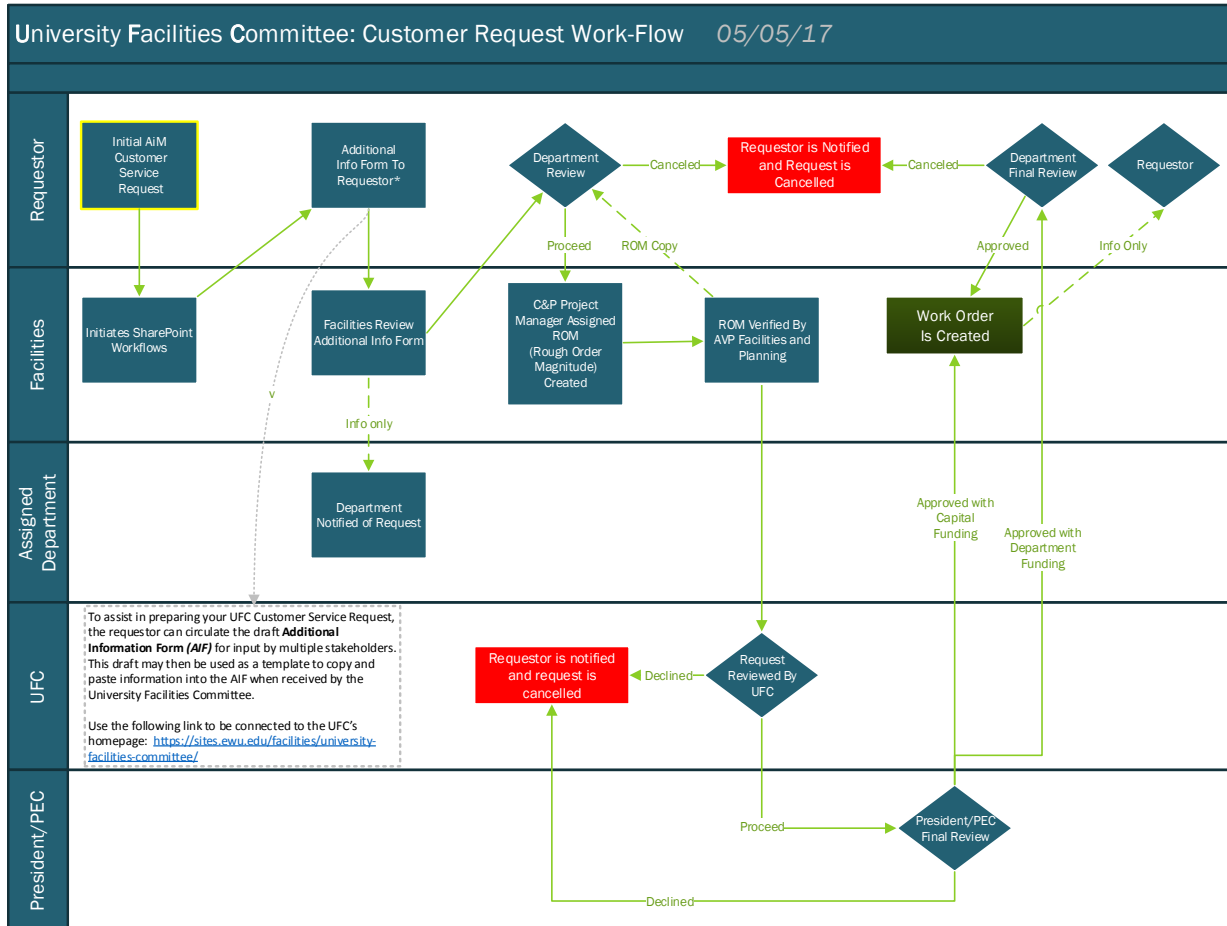 University Facilities Committee: Customer Request Work-Flow 05/05/17
Requestor
Initial AiM
Customer
Service
Request
Additional
Info Form To
Requestor*
Department
Review
Canceled
Requestor is Notified
and Request is
Cancelled
Canceled
Department
Final Review
Requestor
Proceed
ROM Copy
Approved
Info Only
Facilities
Initiates SharePoint
Workflows
Facilities Review
Additional Info Form
C&P Project
Manager Assigned
ROM
(Rough Order
Magnitude)
Created
ROM Verified By
AVP Facilities and
Planning
Work Order
Is Created
v
Info only
Assigned
Department
Department
Notified of Request
Approved with
Capital
Funding
Approved with
Department
Funding
UFC
To assist in preparing your UFC Customer Service Request,
the requestor can circulate the draft Additional
Information Form (AIF) for input by multiple stakeholders.
This draft may then be used as a template to copy and
paste information into the AIF when received by the
University Facilities Committee.
Use the following link to be connected to the UFC's
homepage: https://sites.ewu.edu/facilities/university-
facilities-committee/
Requestor is notified
and request is
cancelled
Declined
Request
Reviewed By
UFC
President/PEC
Proceed
President/PEC
Final Review
Declined